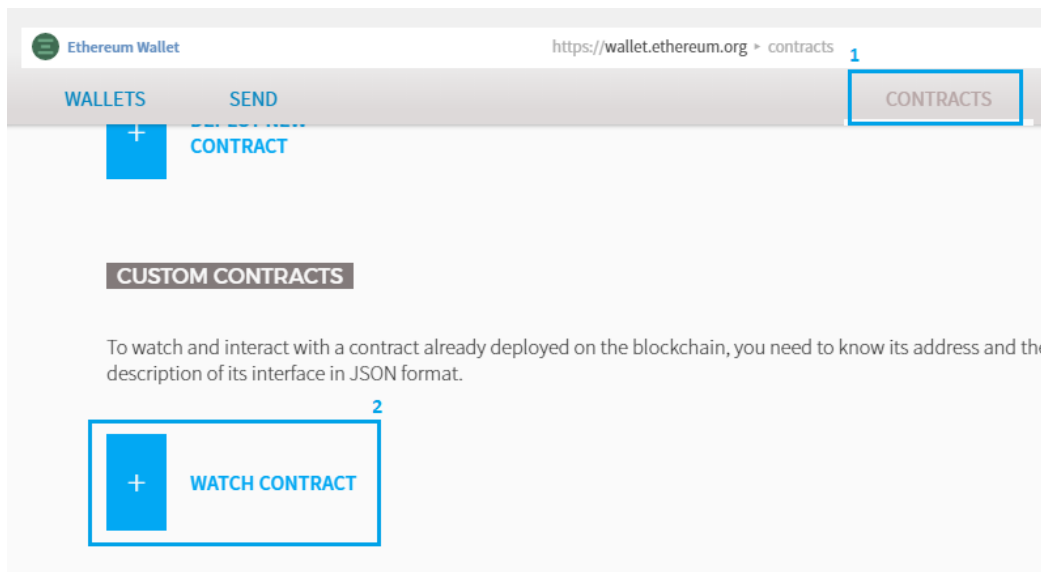 Ethereum Wallet
https://wallet.ethereum.org ▸ contracts
1
WALLETS
SEND
CONTRACTS
DEPLOY NEW
CONTRACT
CUSTOM CONTRACTS
To watch and interact with a contract already deployed on the blockchain, you need to know its address and the
description of its interface in JSON format.
2
+
WATCH CONTRACT